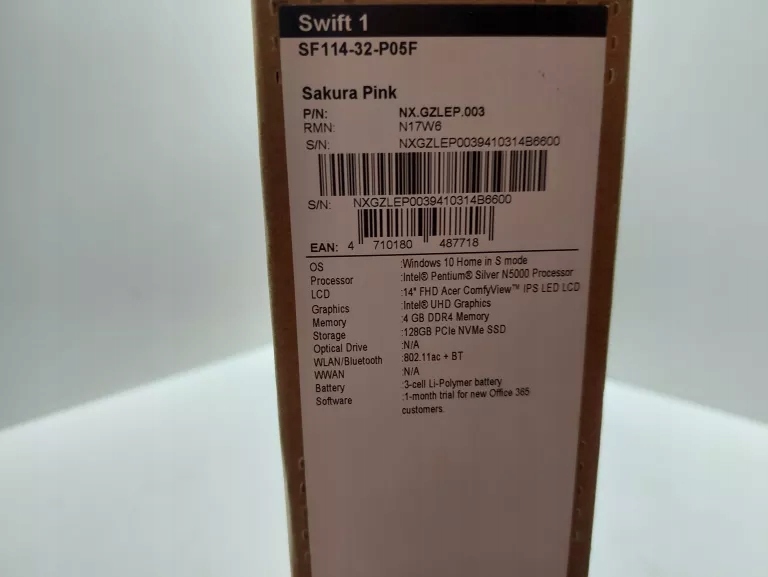 Swift 1
SF114-32-P05F
Sakura Pink
P/N: NX.GZLEP.003
RMN: N17W6
S/N: NXGZLEP0039410314B6600
S/N: NXGZLEP0039410314B6600
EAN: 4 710180 487718
OS :Windows 10 Home in S mode
Processor :Intel® Pentium® Silver N5000 Processor
LCD :14" FHD Acer ComfyView™ IPS LED LCD
Graphics :Intel® UHD Graphics
Memory :4 GB DDR4 Memory
Storage :128GB PCIe NVMe SSD
Optical Drive :N/A
WLAN/Bluetooth :802.11ac + BT
WWAN :N/A
Battery :3-cell Li-Polymer battery
Software :1-month trial for new Office 365
customers.